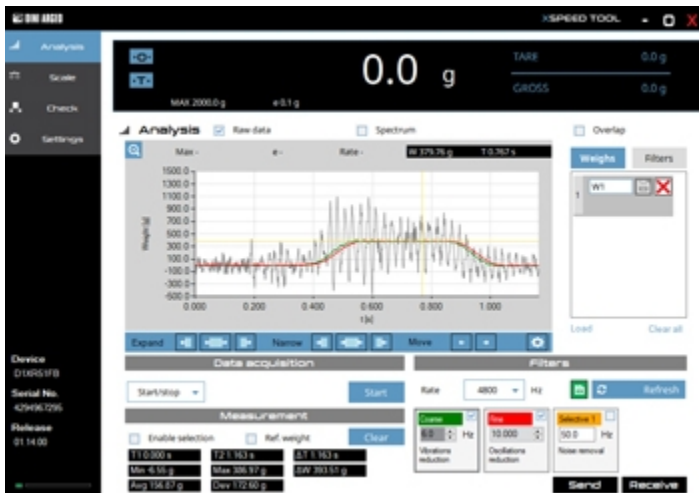 DINI ARGEO
XSPEED TOOL
Analysis
Scale
Check
Settings
0.0 g
TARE 0.0 g
GROSS 0.0 g
MAX 2000.0 g e 0.1 g
Analysis Raw data Spectrum Overlap
Max - e - Rate - W 379.76 g T 0.767 s
Weighs Filters
1 W1
Weight [g]
1500.0
1300.0
1100.0
900.0
700.0
500.0
300.0
100.0
-100.0
-300.0
-500.0
0.000 0.200 0.400 0.600 0.800 1.000
t [s]
Load Clear all
Expand Narrow Move
Data acquisition Filters
Start/stop Start Rate 4800 Hz Refresh
Measurement
Enable selection Ref. weight Clear
T1 0.000 s T2 1.163 s ΔT 1.163 s
Min -6.55 g Max 386.97 g ΔW 393.51 g
Avg 156.07 g Dev 172.60 g
Coarse Fine Selective 1
6.0 Hz 10.000 50.0 Hz
Vibrations reduction Oscillations reduction Noise removal
Device
D1XRS1FB
Serial No.
4294967295
Release
01.14.00
Send Receive